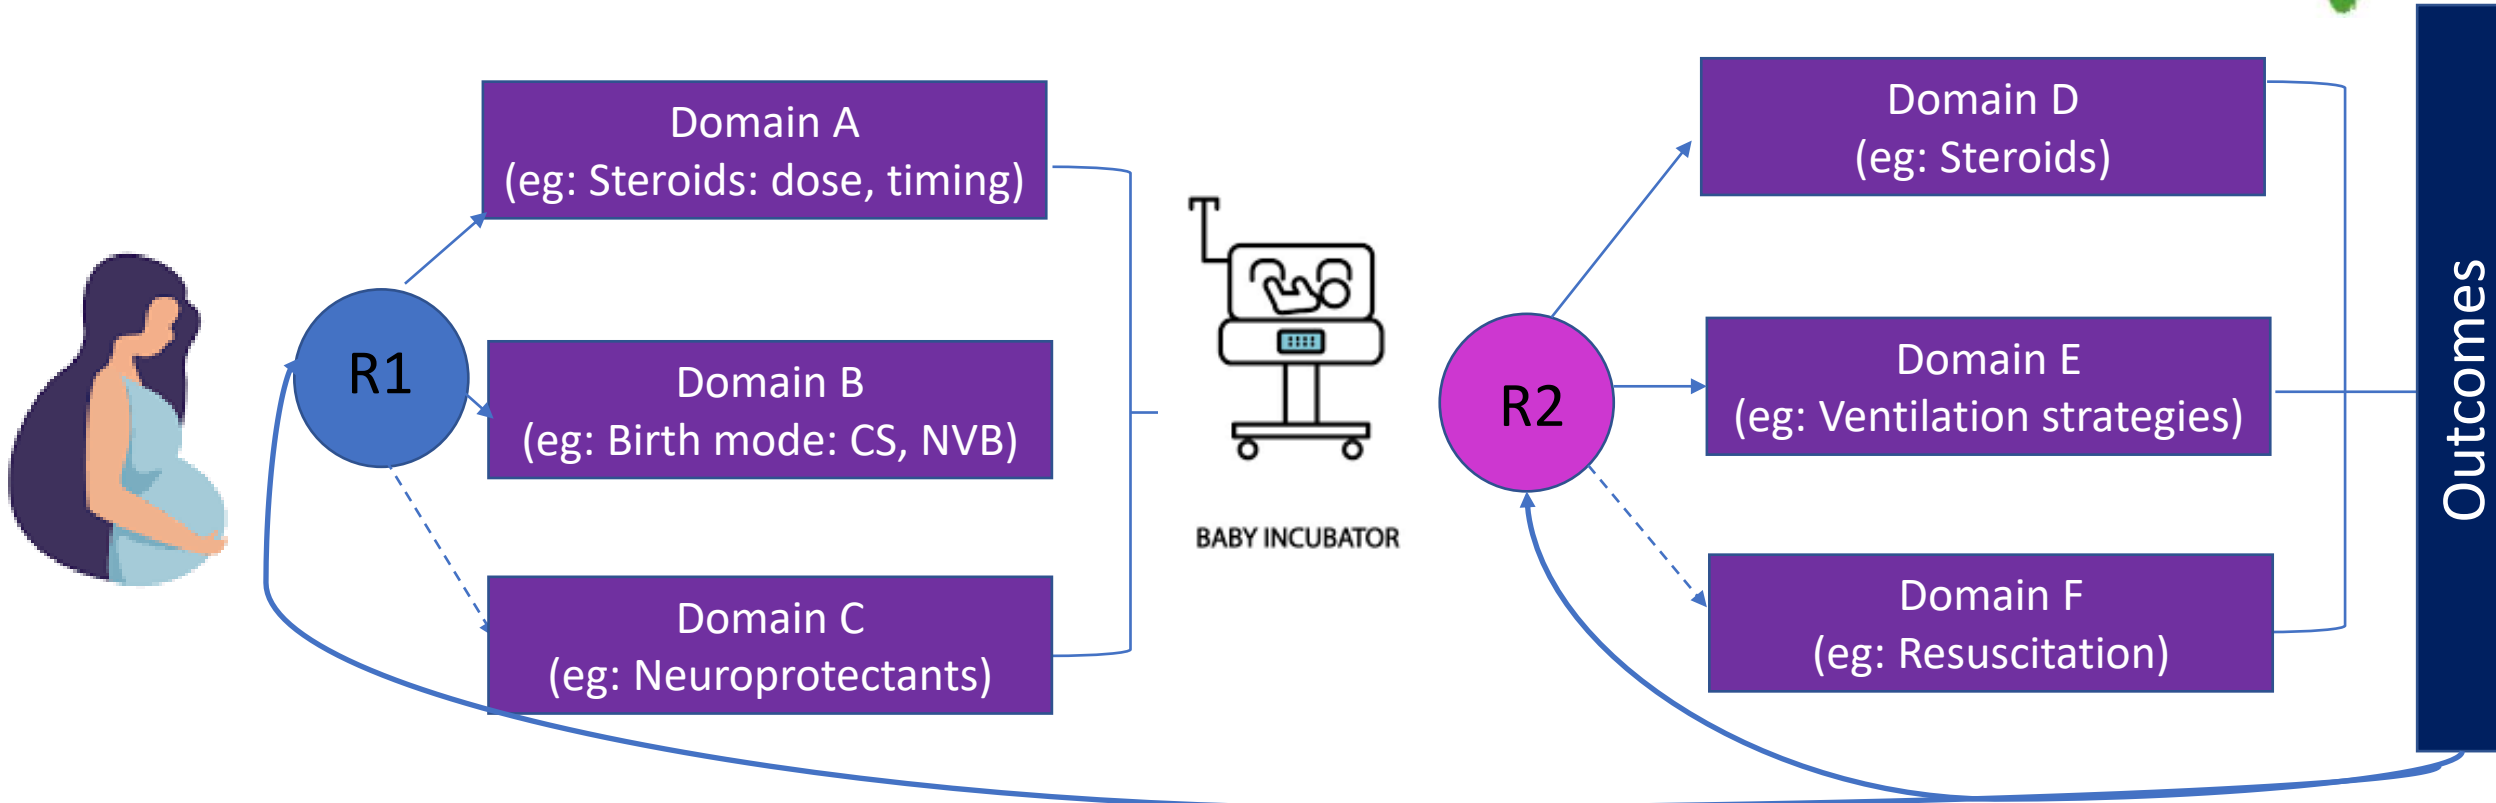 Domain A
(eg: Steroids: dose, timing)
R1
Domain B
(eg: Birth mode: CS, NVB)
Domain C
(eg: Neuroprotectants)
BABY INCUBATOR
R2
Domain D
(eg: Steroids)
Domain E
(eg: Ventilation strategies)
Domain F
(eg: Resuscitation)
Outcomes